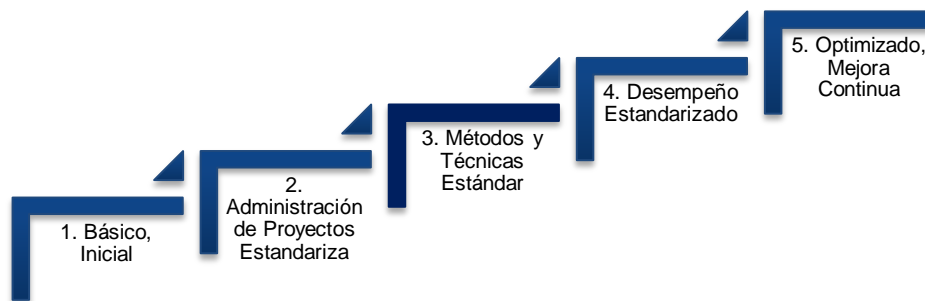 1. Básico,
Inicial
2.
Administración
de Proyectos
Estandariza
3. Métodos y
Técnicas
Estándar
4. Desempeño
Estandarizado
5. Optimizado,
Mejora
Continua